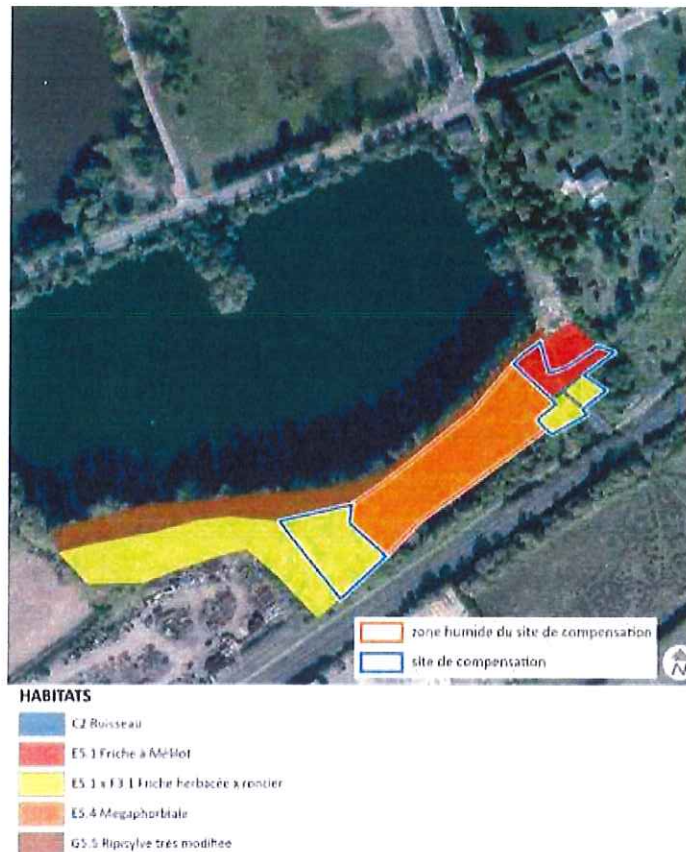 zone humide du site de compensation
site de compensation
N
HABITATS
C2 Ruisseau
E5.1 Friche à Mélilot
E5.1 x F3.1 Friche herbacée x roncier
E5.4 Megaphorbiaie
G5.5 Ripisylve très modifiée